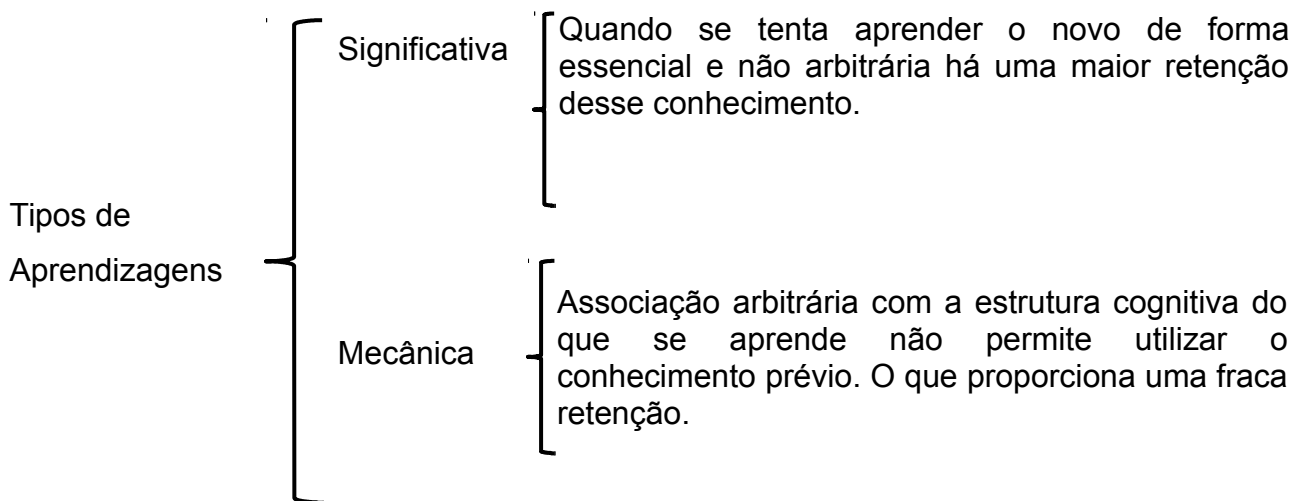 Tipos de
Aprendizagens
Significativa
Quando se tenta aprender o novo de forma
essencial e não arbitrária há uma maior retenção
desse conhecimento.
Mecânica
Associação arbitrária com a estrutura cognitiva do
que se aprende não permite utilizar o
conhecimento prévio. O que proporciona uma fraca
retenção.